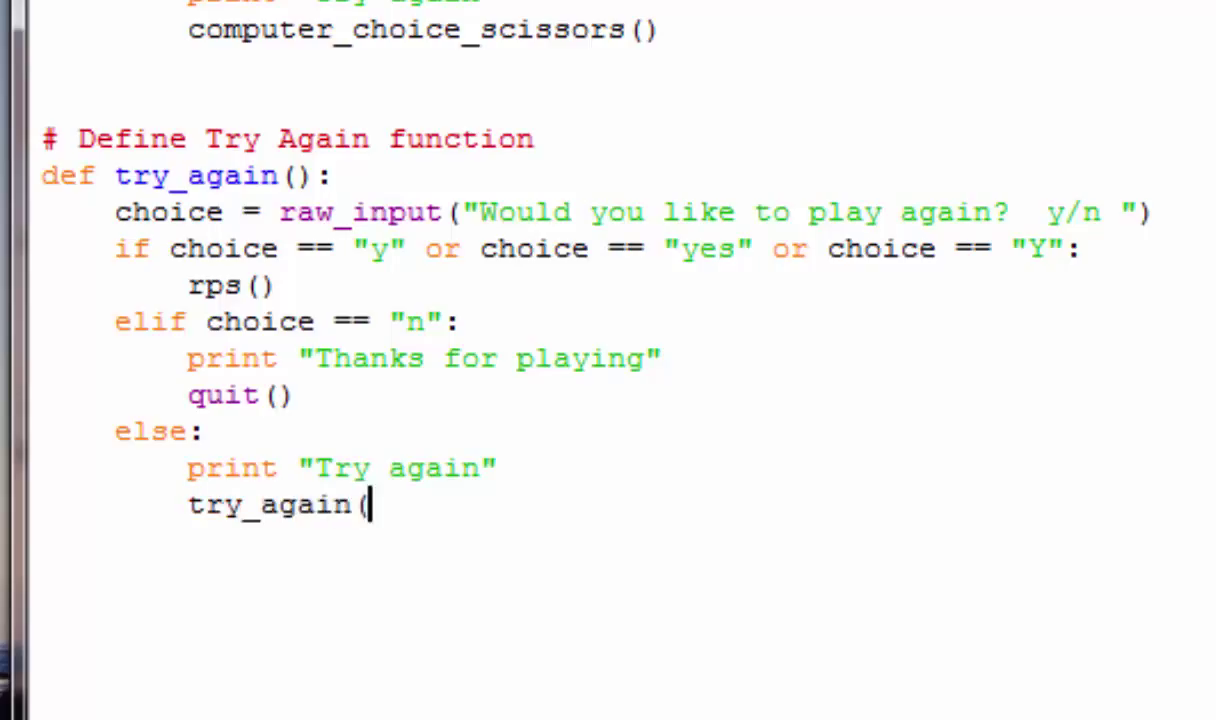 computer_choice_scissors()
# Define Try Again function
def try_again():
choice = raw_input("Would you like to play again?  y/n ")
if choice == "y" or choice == "yes" or choice == "Y":
rps()
elif choice == "n":
print "Thanks for playing"
quit()
else:
print "Try again"
try_again(